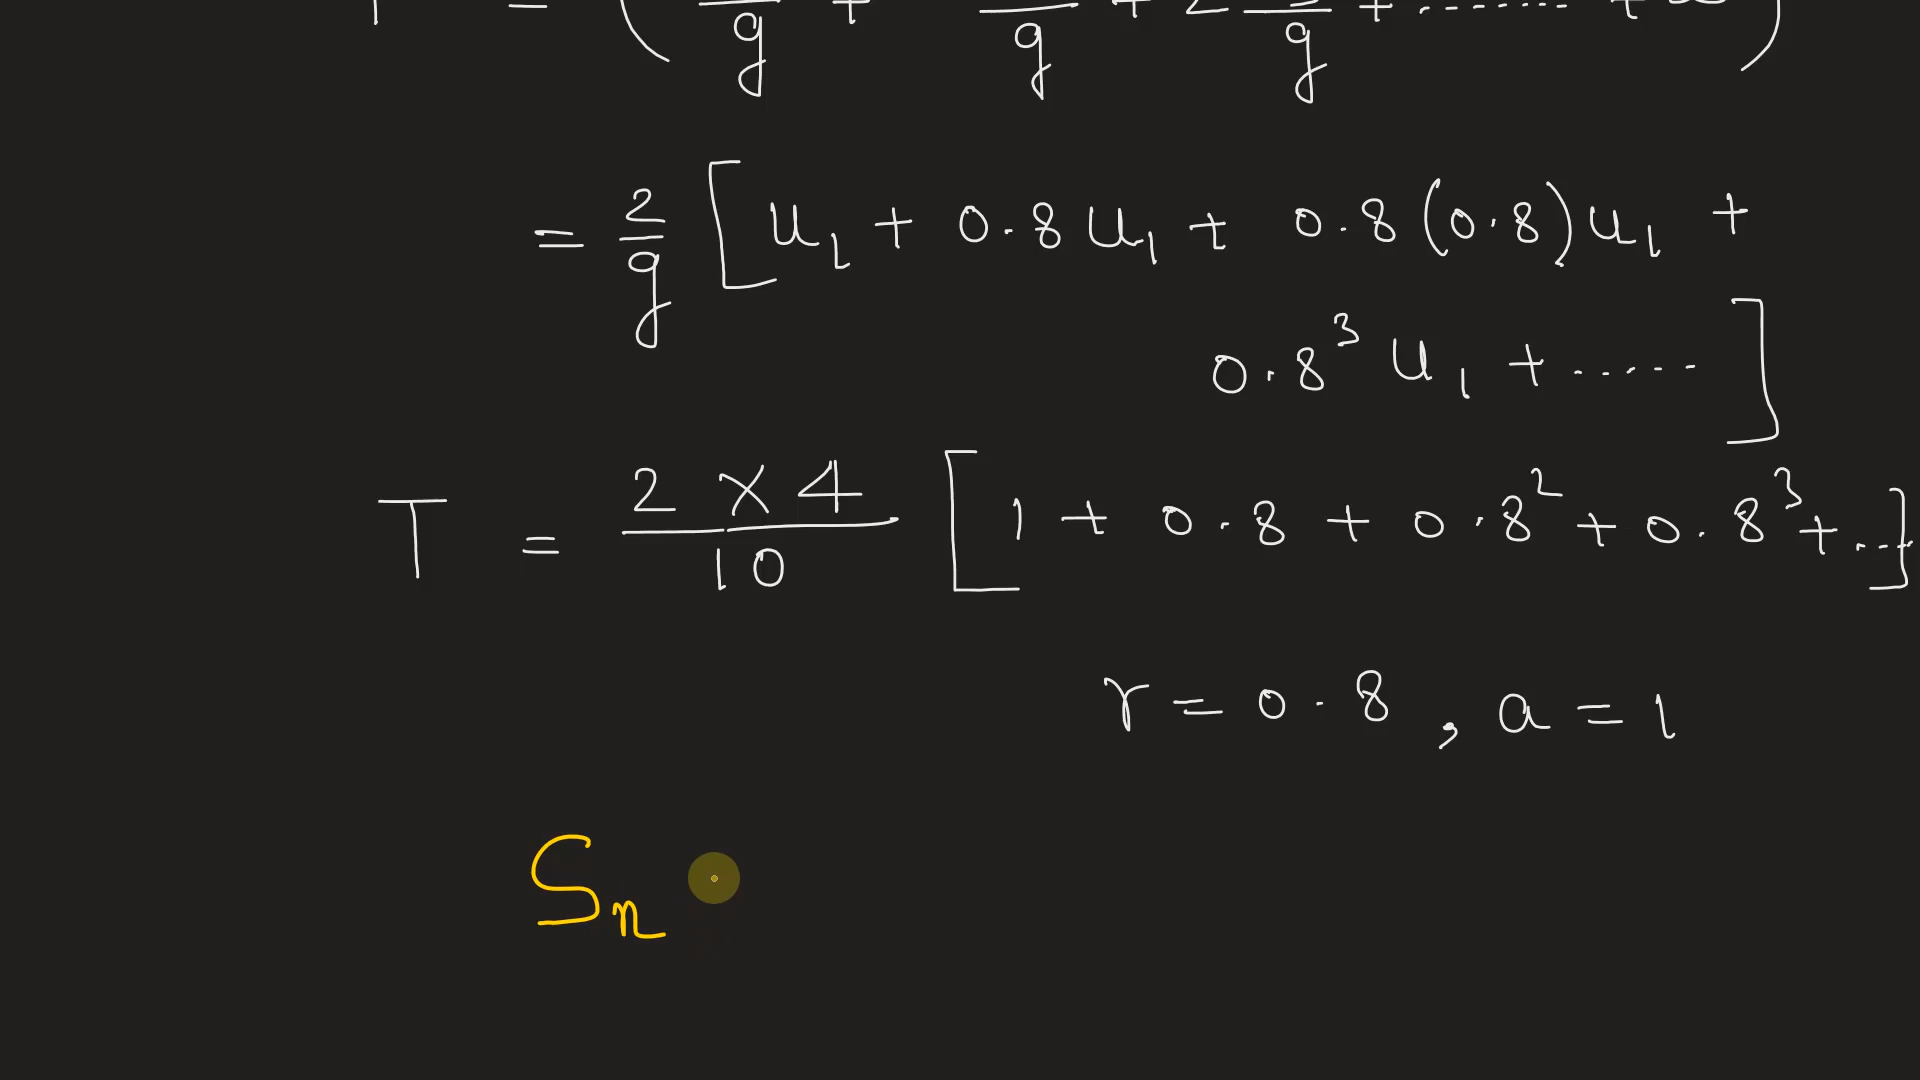 = ( /g + /g + 2 /g + ....... + )
= 2/g [ u₁ + 0.8 u₁ + 0.8 (0.8) u₁ +
0.8³ u₁ + ..... ]
T = 2 × 4 / 10 [ 1 + 0.8 + 0.8² + 0.8³ + ... ]
r = 0.8 , a = 1
Sₙ